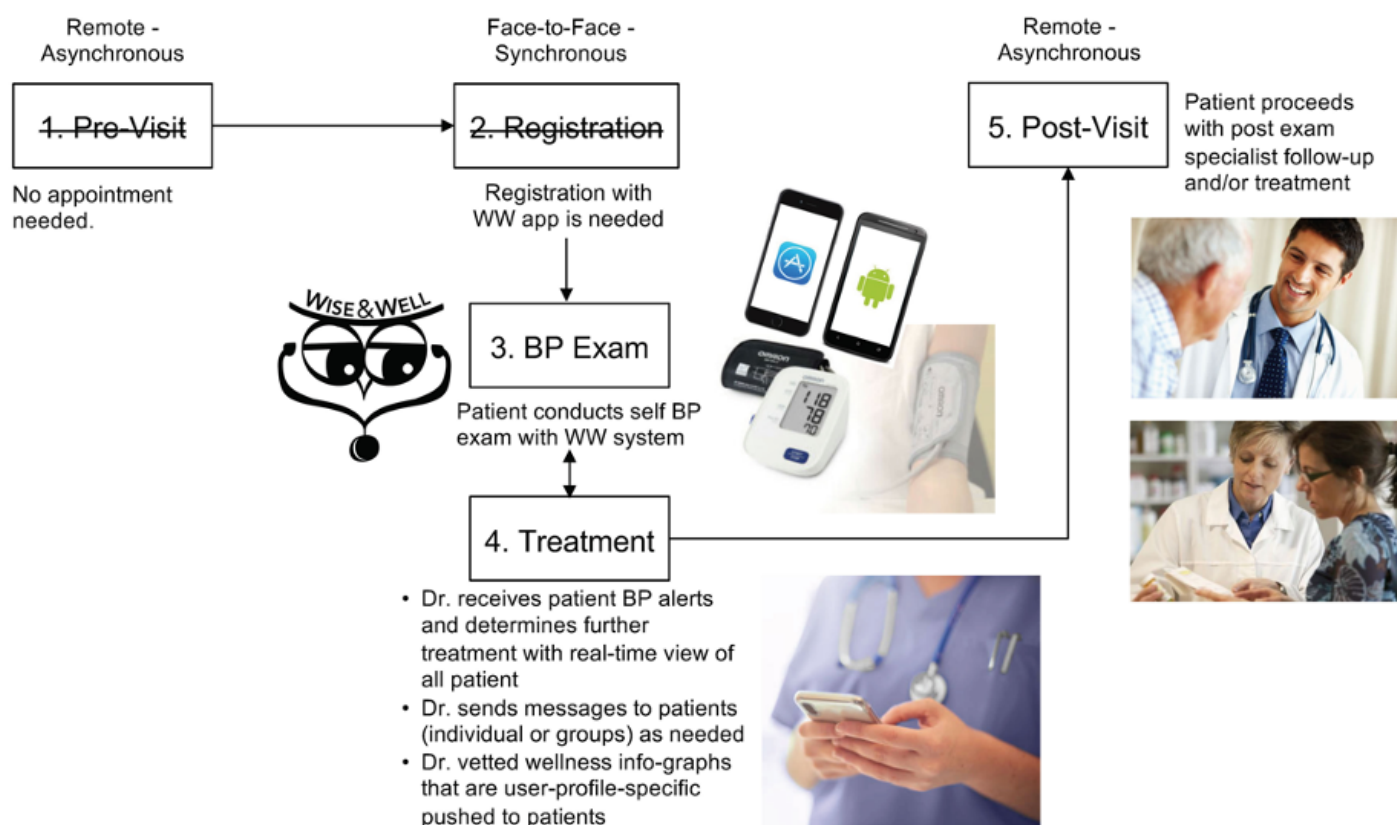 Remote -
Asynchronous
1. Pre-Visit
No appointment
needed.
Face-to-Face -
Synchronous
2. Registration
Registration with
WW app is needed
WISE&WELL
3. BP Exam
Patient conducts self BP
exam with WW system
OMRON
OMRON
118
78
4. Treatment
• Dr. receives patient BP alerts
and determines further
treatment with real-time view of
all patient
• Dr. sends messages to patients
(individual or groups) as needed
• Dr. vetted wellness info-graphs
that are user-profile-specific
pushed to patients
Remote -
Asynchronous
5. Post-Visit
Patient proceeds
with post exam
specialist follow-up
and/or treatment